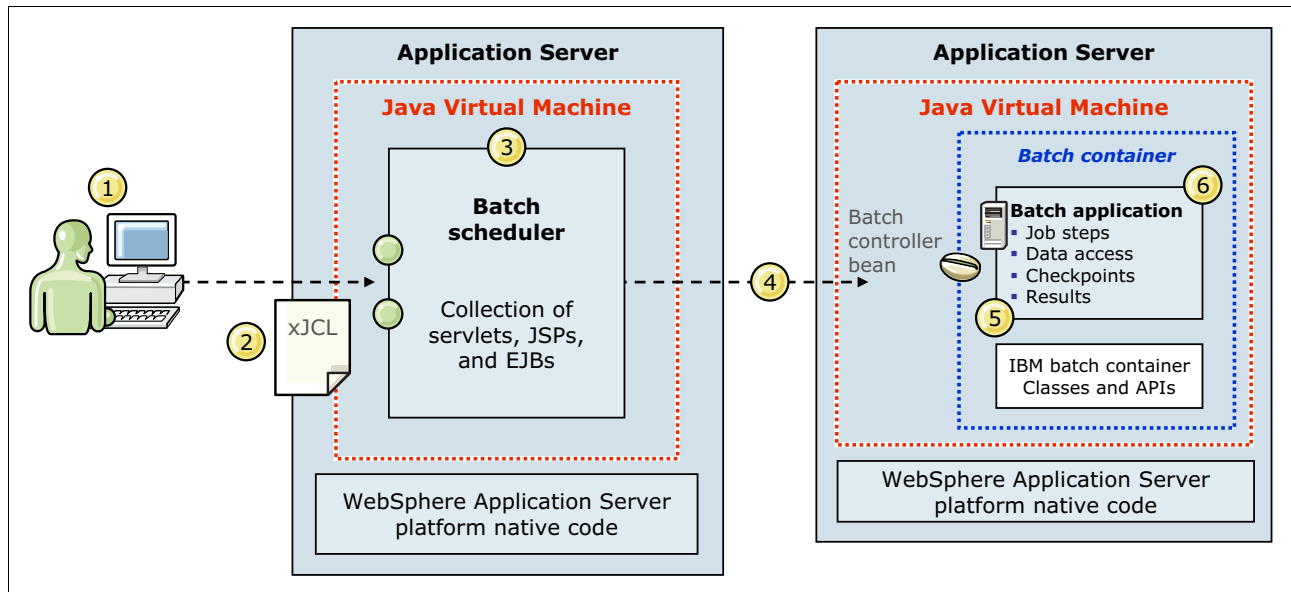 Application Server
Java Virtual Machine
3
1
Batch
scheduler
Collection of
servlets, JSPs,
and EJBs
2
xJCL
WebSphere Application Server
platform native code
4
Application Server
Java Virtual Machine
Batch container
6
Batch
controller
bean
Batch application
▪ Job steps
▪ Data access
▪ Checkpoints
▪ Results
5
IBM batch container
Classes and APIs
WebSphere Application Server
platform native code